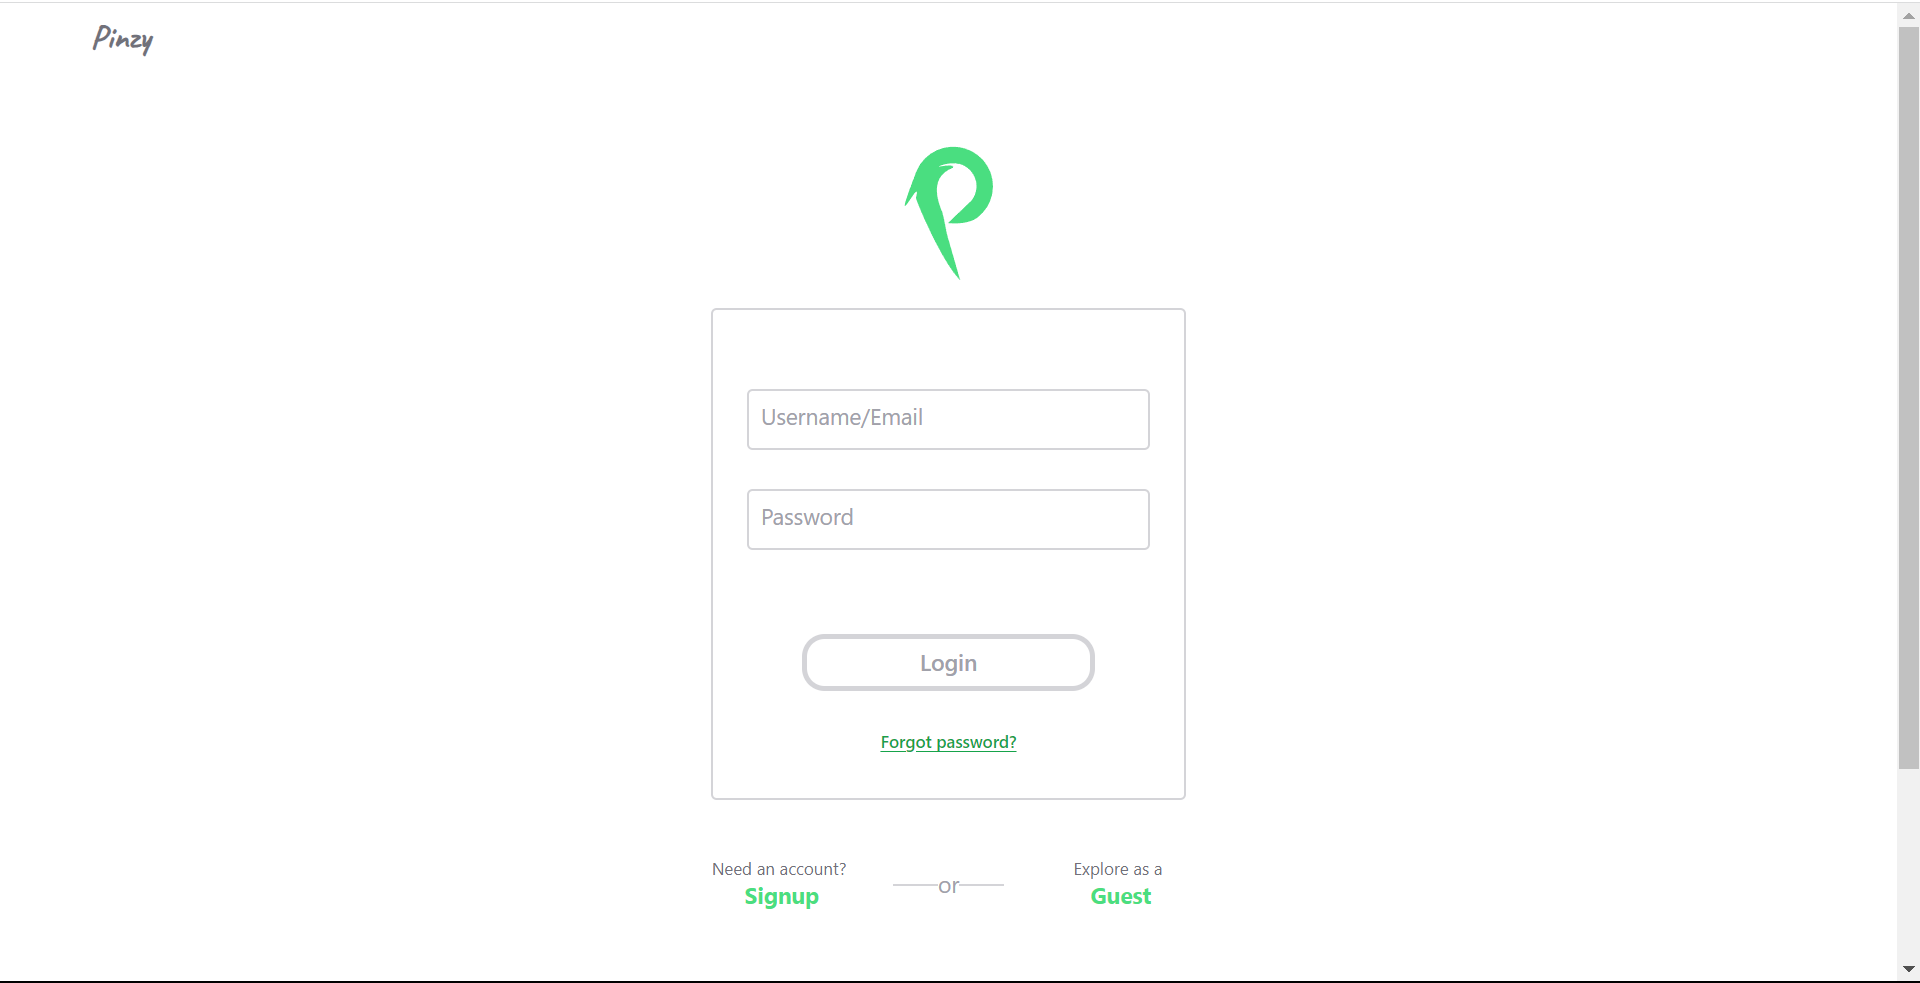 Pinzy
Username/Email
Password
Login
Forgot password?
Need an account?
Signup
or
Explore as a
Guest